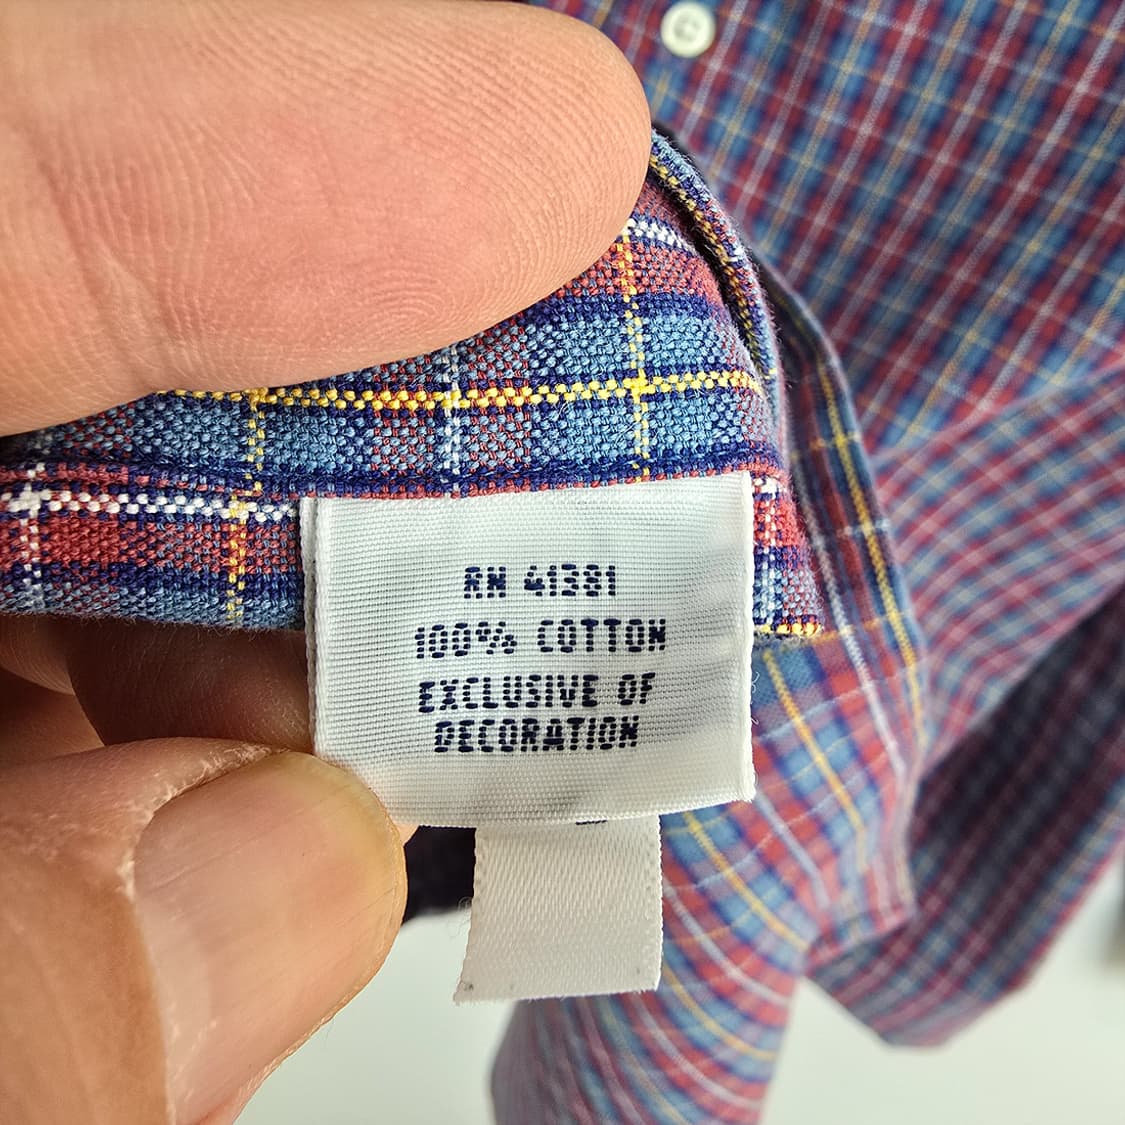 RN 41381
100% COTTON
EXCLUSIVE OF
DECORATION